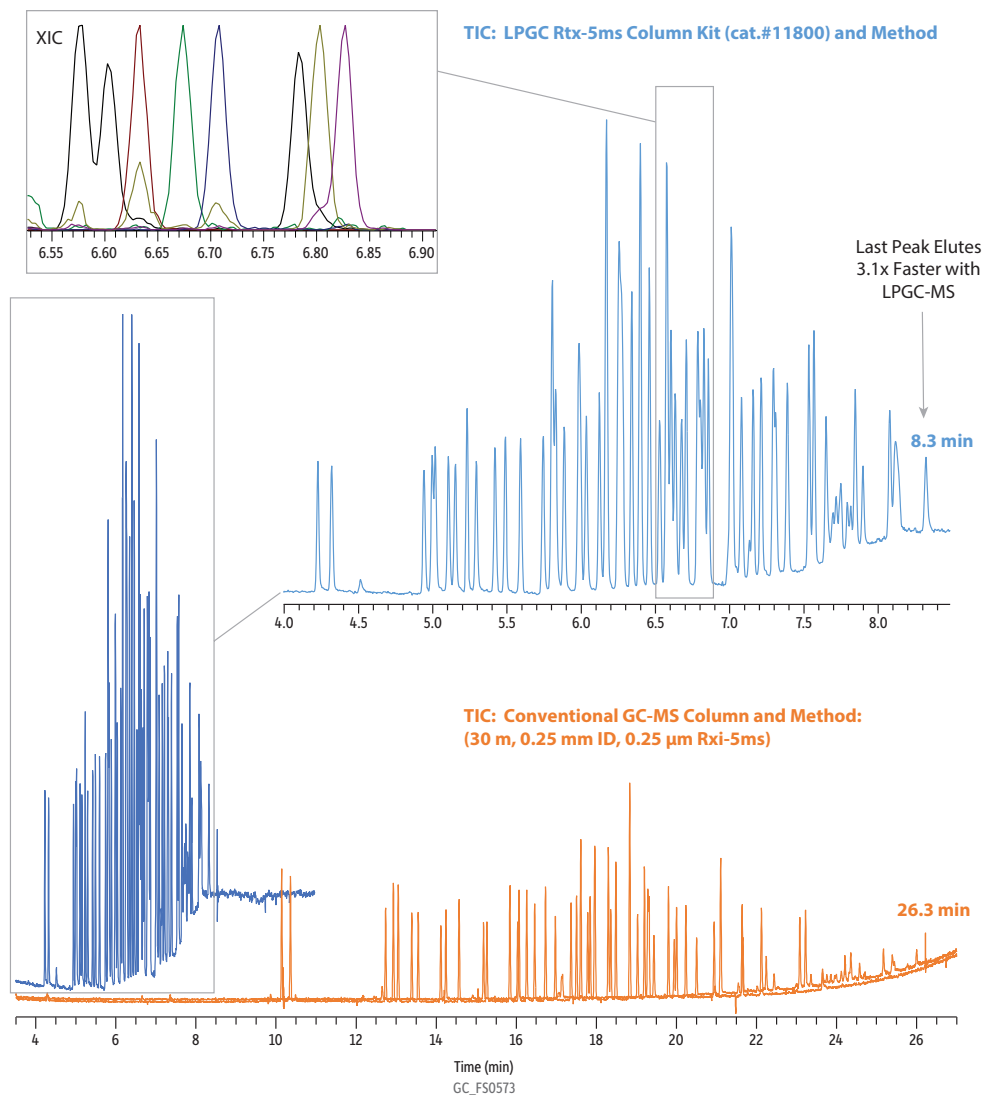 XIC
6.55 6.60 6.65 6.70 6.75 6.80 6.85 6.90
TIC: LPGC Rtx-5ms Column Kit (cat.#11800) and Method
Last Peak Elutes
3.1x Faster with
LPGC-MS
8.3 min
4.0 4.5 5.0 5.5 6.0 6.5 7.0 7.5 8.0
TIC: Conventional GC-MS Column and Method:
(30 m, 0.25 mm ID, 0.25 µm Rxi-5ms)
26.3 min
4 6 8 10 12 14 16 18 20 22 24 26
Time (min)
GC_FS0573